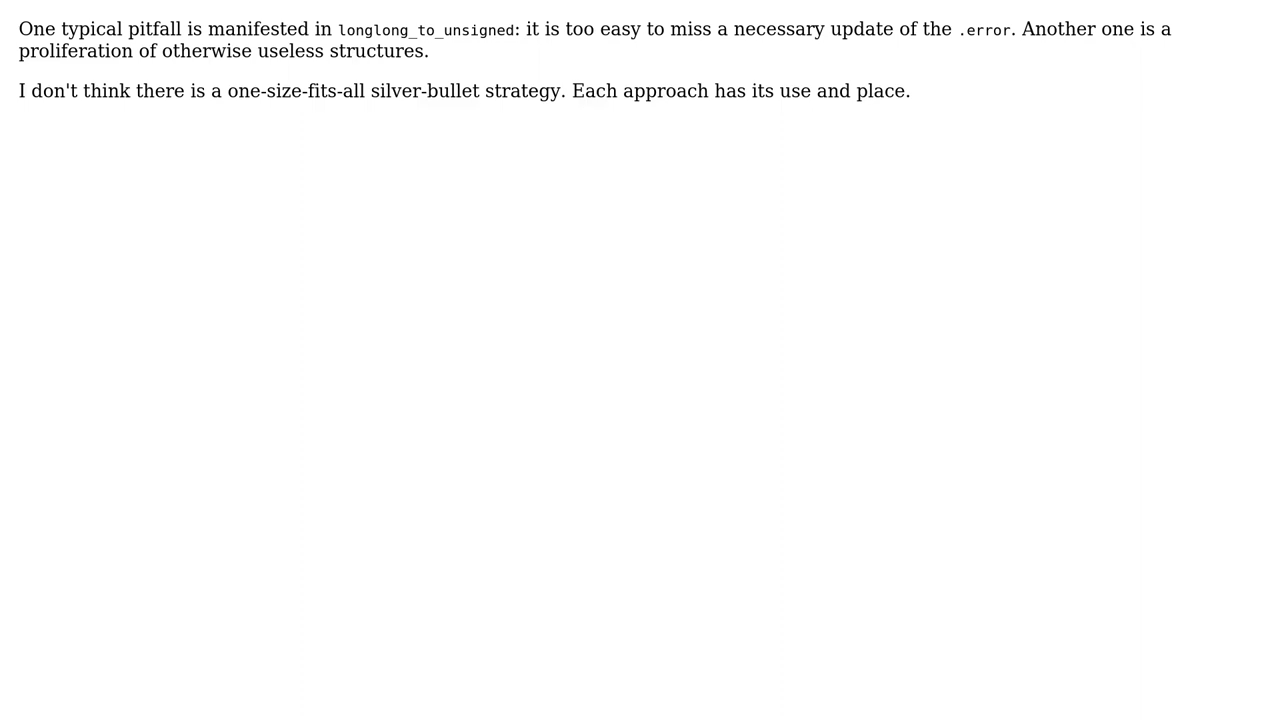 One typical pitfall is manifested in longlong_to_unsigned: it is too easy to miss a necessary update of the .error. Another one is a
proliferation of otherwise useless structures.
I don't think there is a one-size-fits-all silver-bullet strategy. Each approach has its use and place.